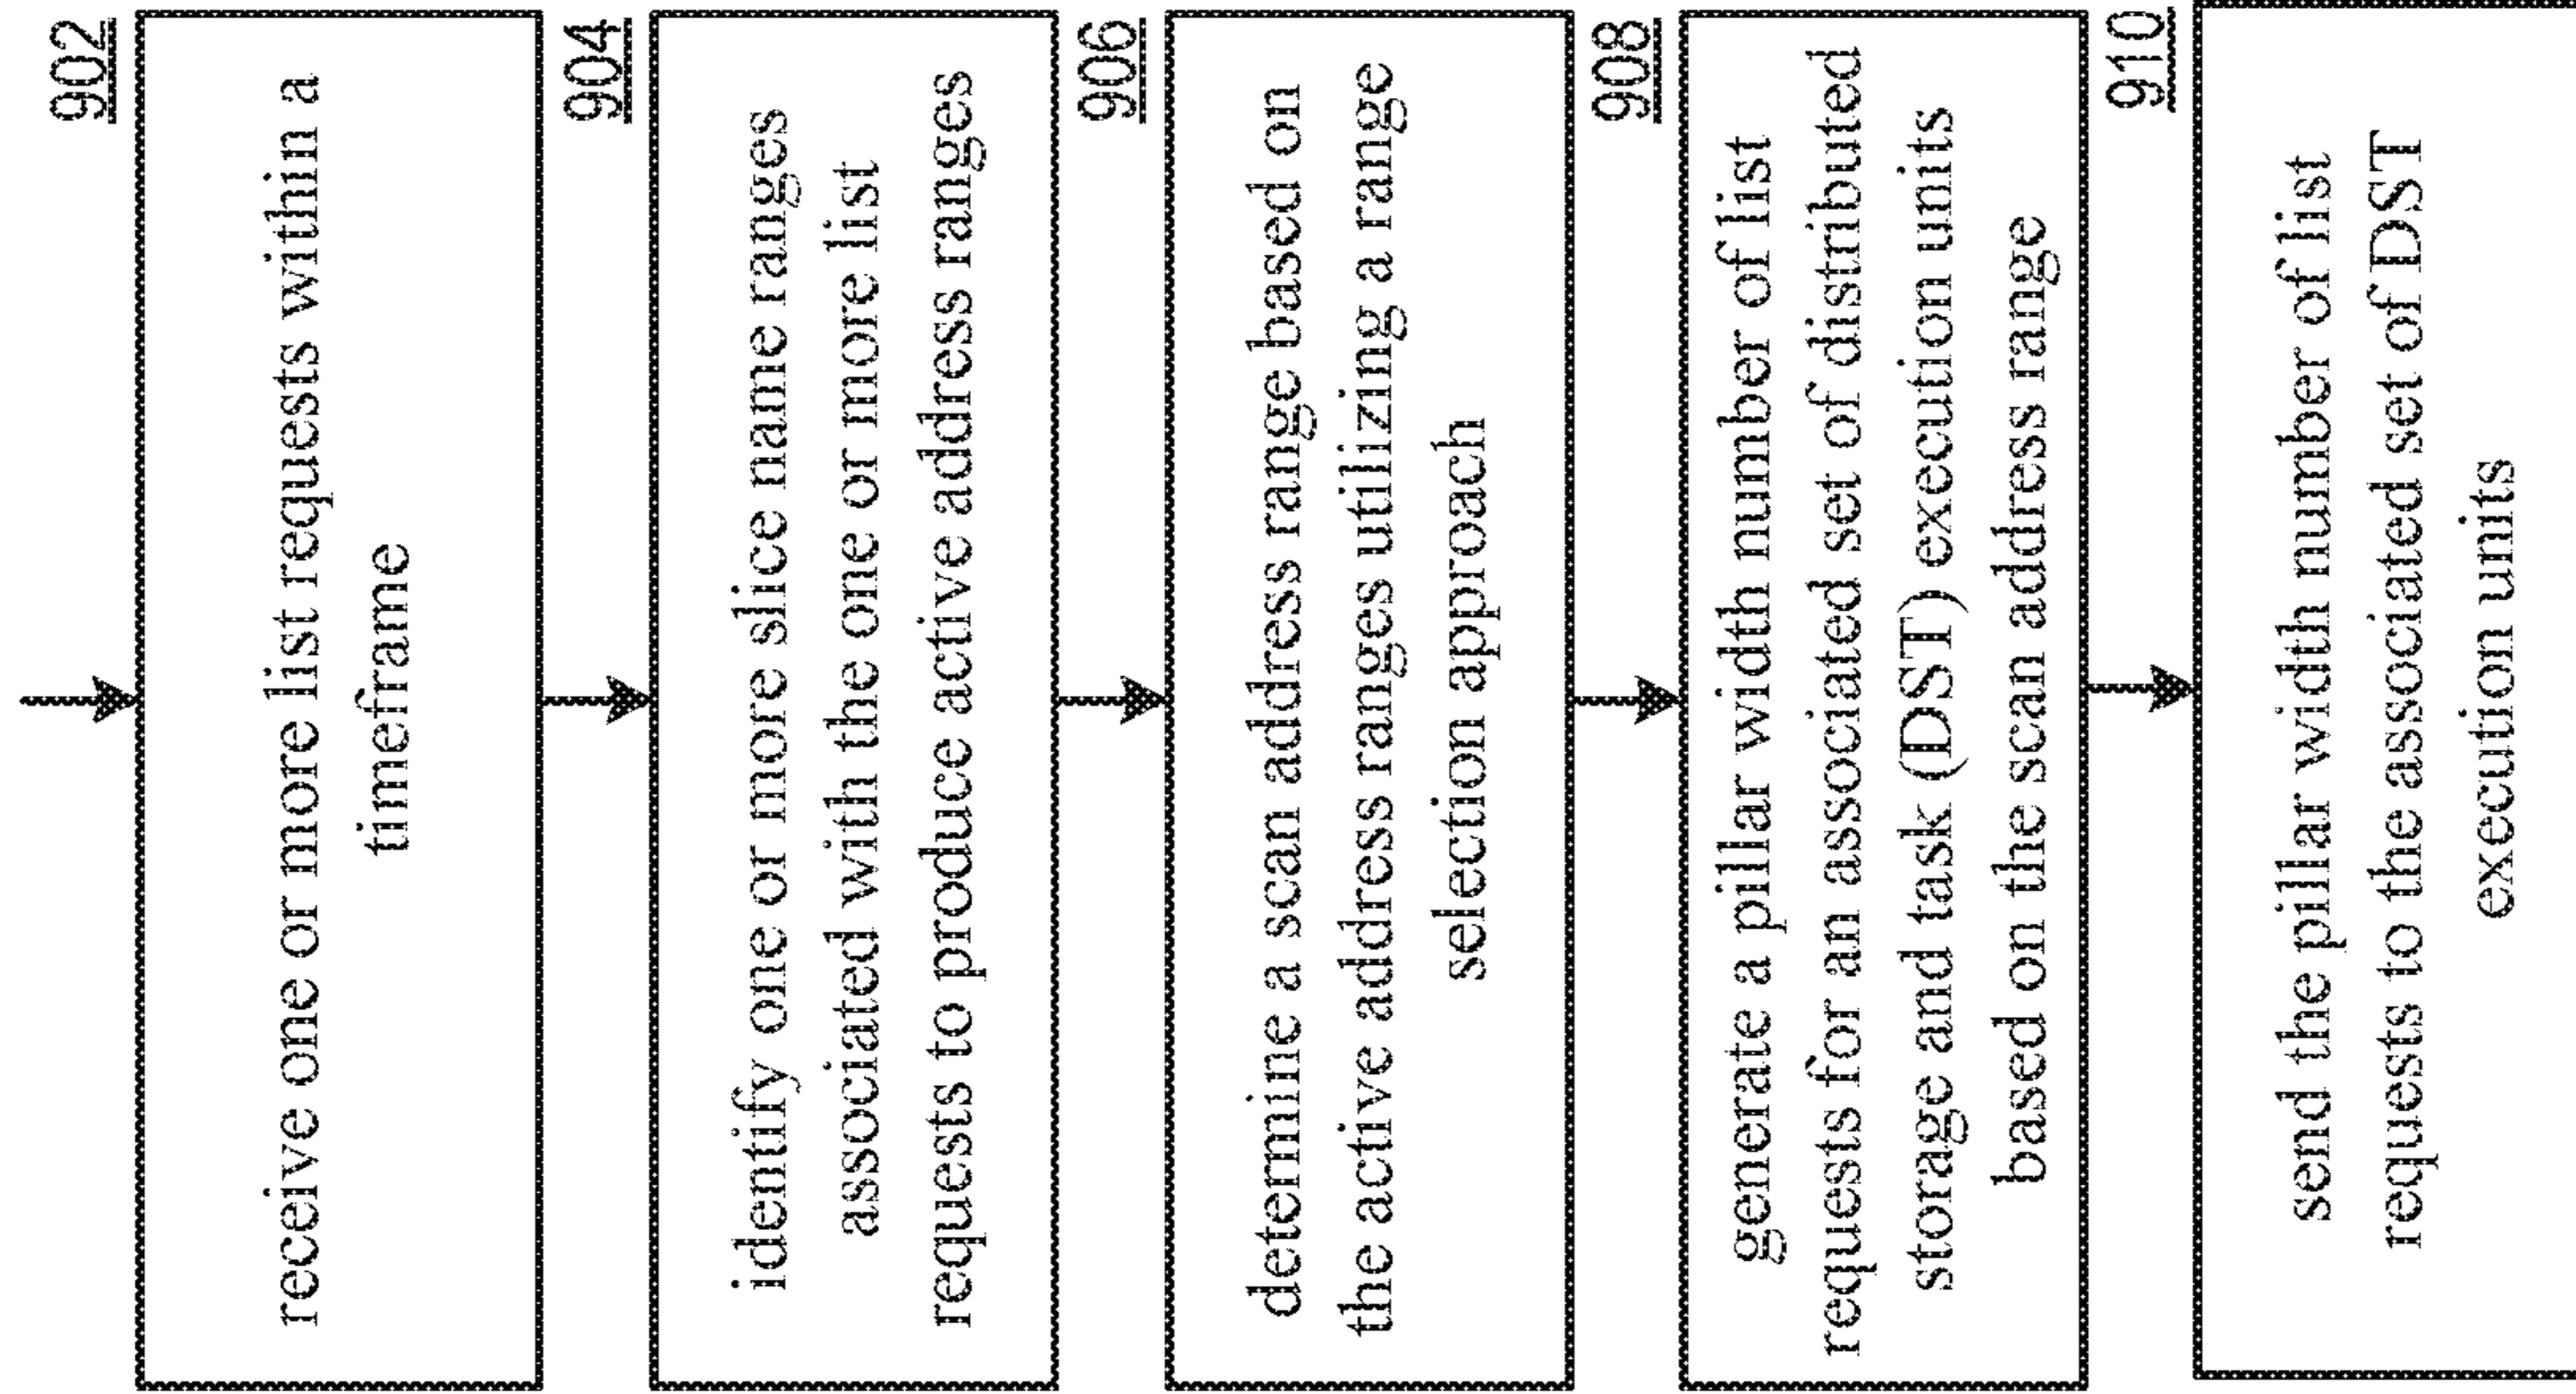 902
receive one or more list requests within a
timeframe
904
identify one or more slice name ranges
associated with the one or more list
requests to produce active address ranges
906
determine a scan address range based on
the active address ranges utilizing a range
selection approach
908
generate a pillar width number of list
requests for an associated set of distributed
storage and task (DST) execution units
based on the scan address range
910
send the pillar width number of list
requests to the associated set of DST
execution units